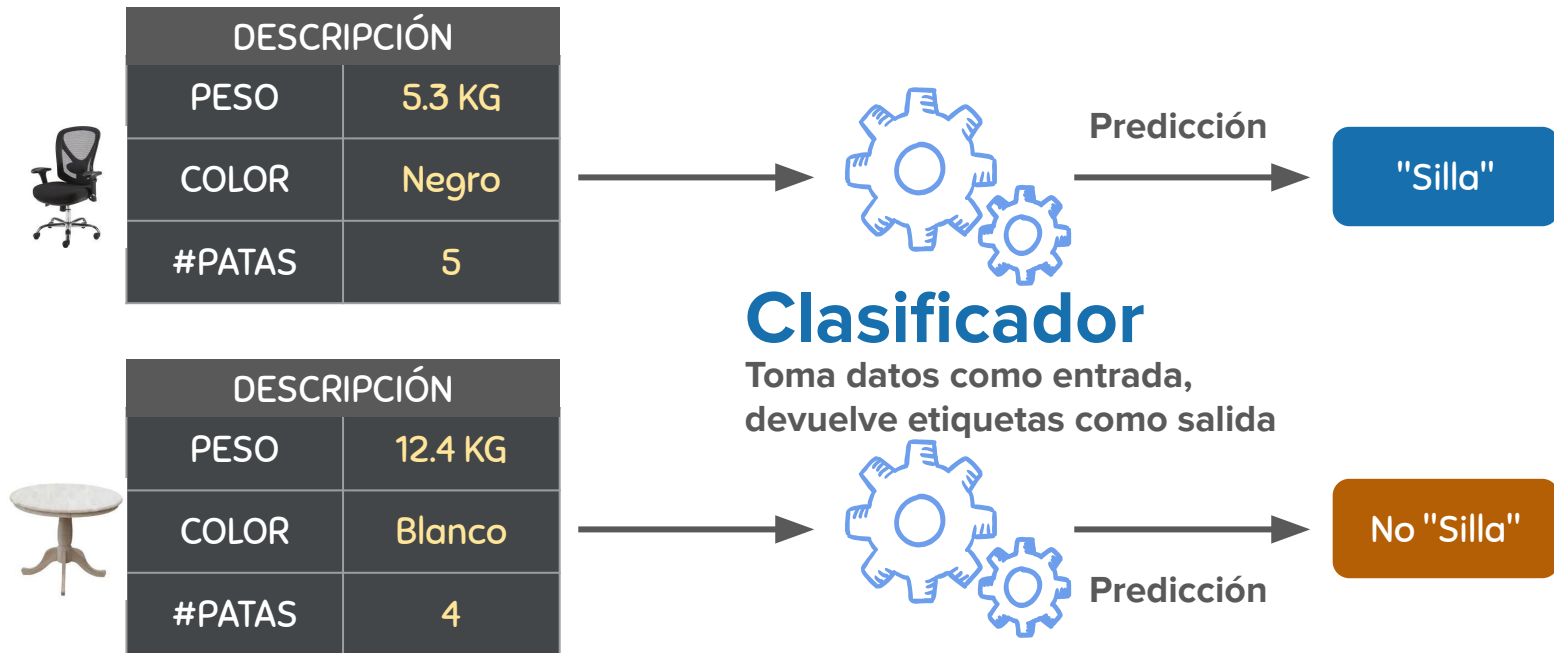 DESCRIPCIÓN
PESO 5.3 KG
COLOR Negro
#PATAS 5
Predicción
"Silla"
Clasificador
Toma datos como entrada,
devuelve etiquetas como salida
DESCRIPCIÓN
PESO 12.4 KG
COLOR Blanco
#PATAS 4
Predicción
No "Silla"